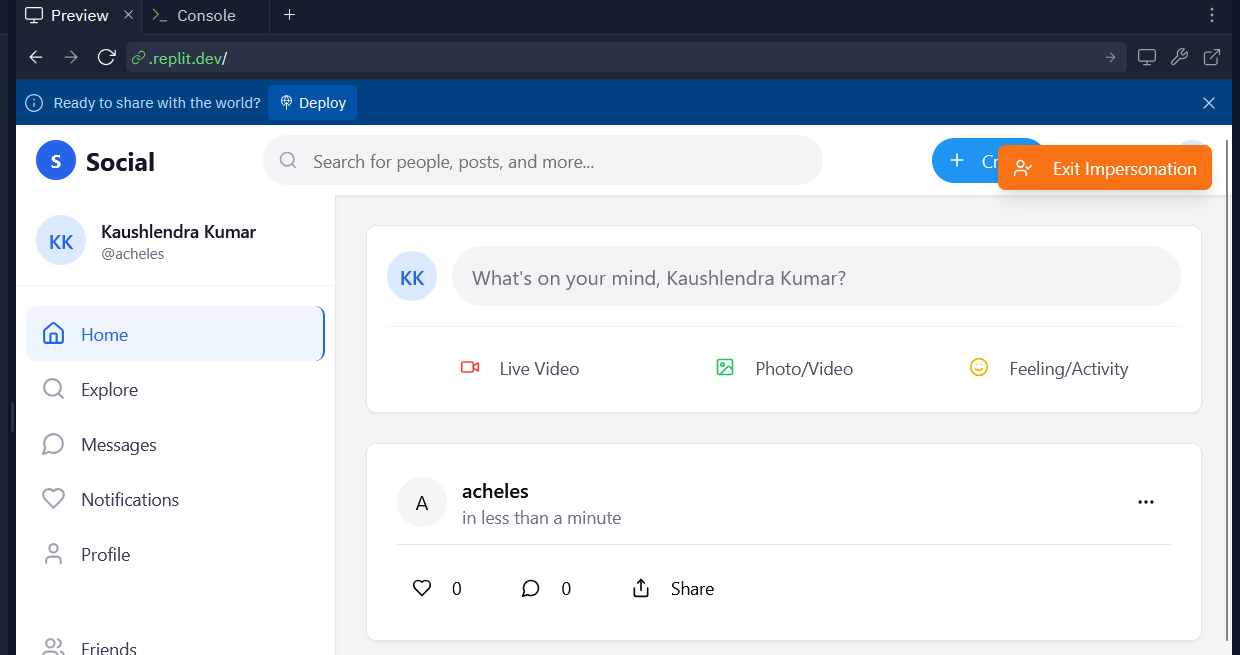 Preview
Console
.replit.dev/
Ready to share with the world?
Deploy
S
Social
Search for people, posts, and more...
Exit Impersonation
KK
Kaushlendra Kumar
@acheles
Home
Explore
Messages
Notifications
Profile
Friends
KK
What's on your mind, Kaushlendra Kumar?
Live Video
Photo/Video
Feeling/Activity
A
acheles
in less than a minute
0
0
Share